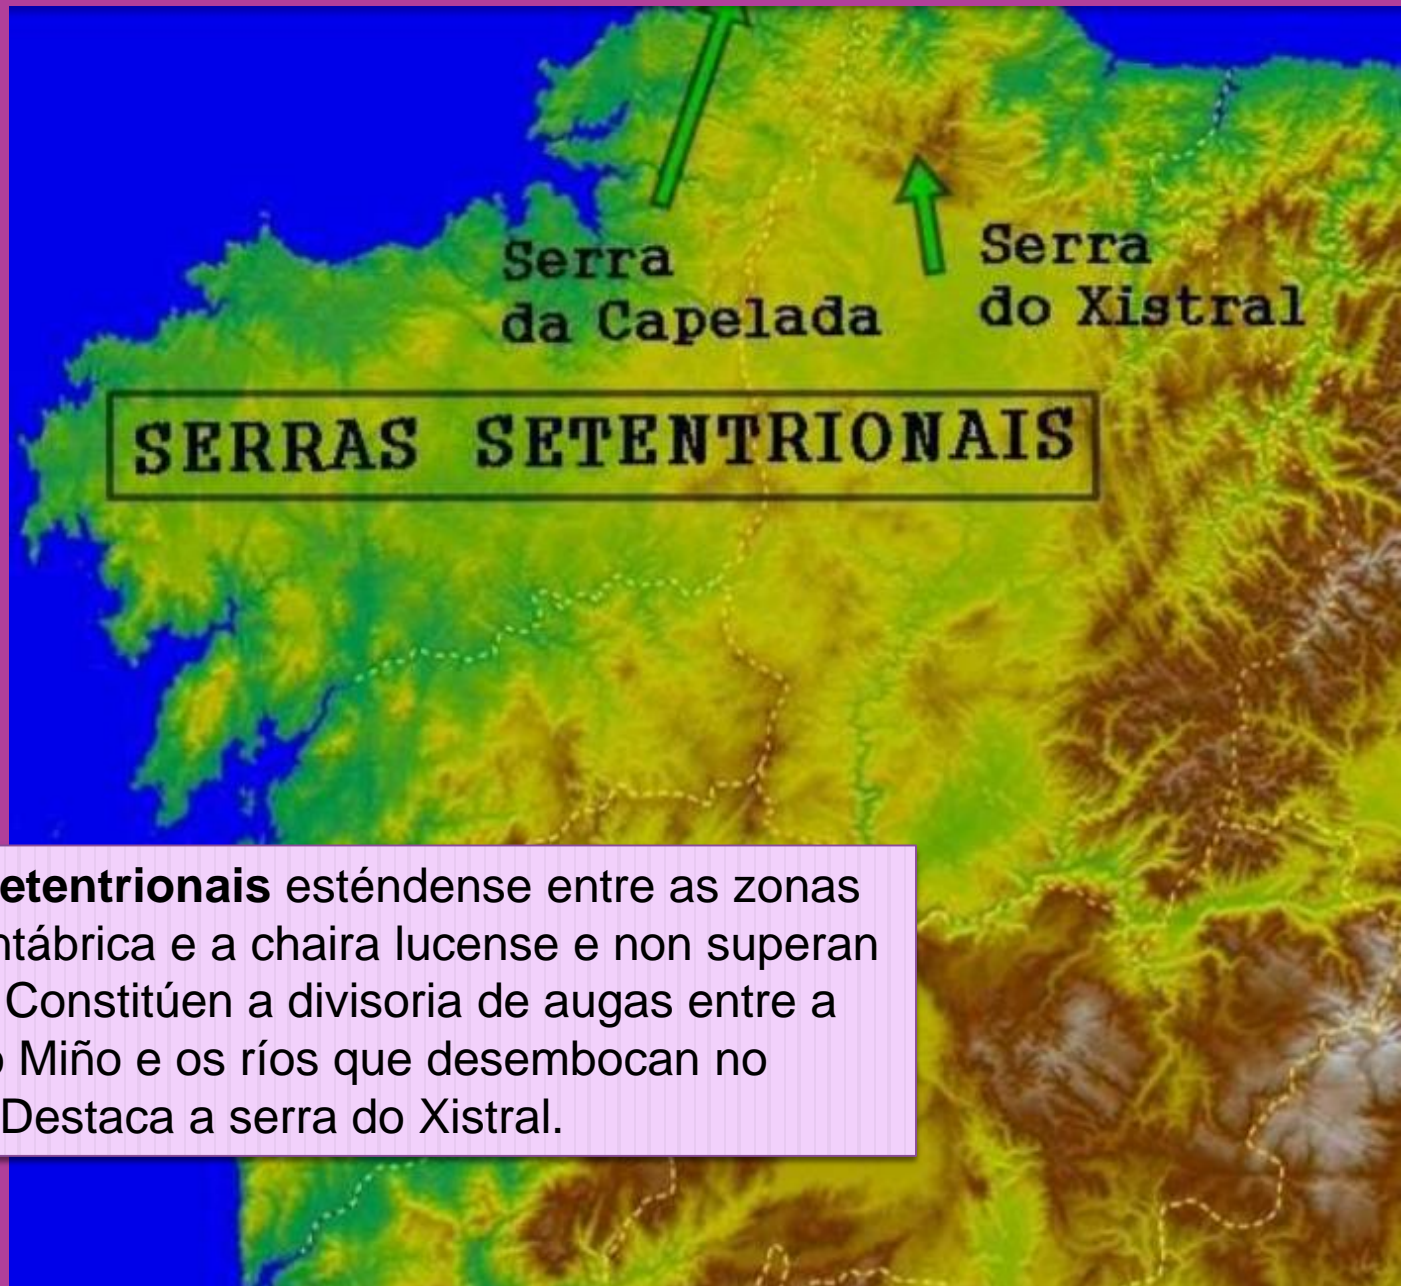 Serra
da Capelada
Serra
do Xistral
SERRAS SETENTRIONAIS
etentrionais esténdense entre as zonas
ntábrica e a chaira lucense e non superan
Constitúen a divisoria de augas entre a
o Miño e os ríos que desembocan no
Destaca a serra do Xistral.